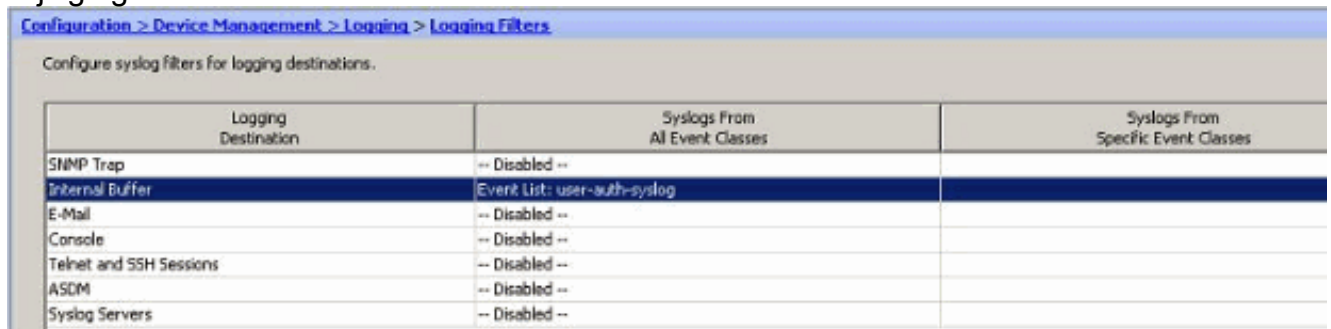 Configuration > Device Management > Logging > Logging Filters
Configure syslog filters for logging destinations.
Logging Destination Syslogs From All Event Classes Syslogs From Specific Event Classes
SNMP Trap -- Disabled --
Internal Buffer Event List: user-auth-syslog
E-Mail -- Disabled --
Console -- Disabled --
Telnet and SSH Sessions -- Disabled --
ASDM -- Disabled --
Syslog Servers -- Disabled --